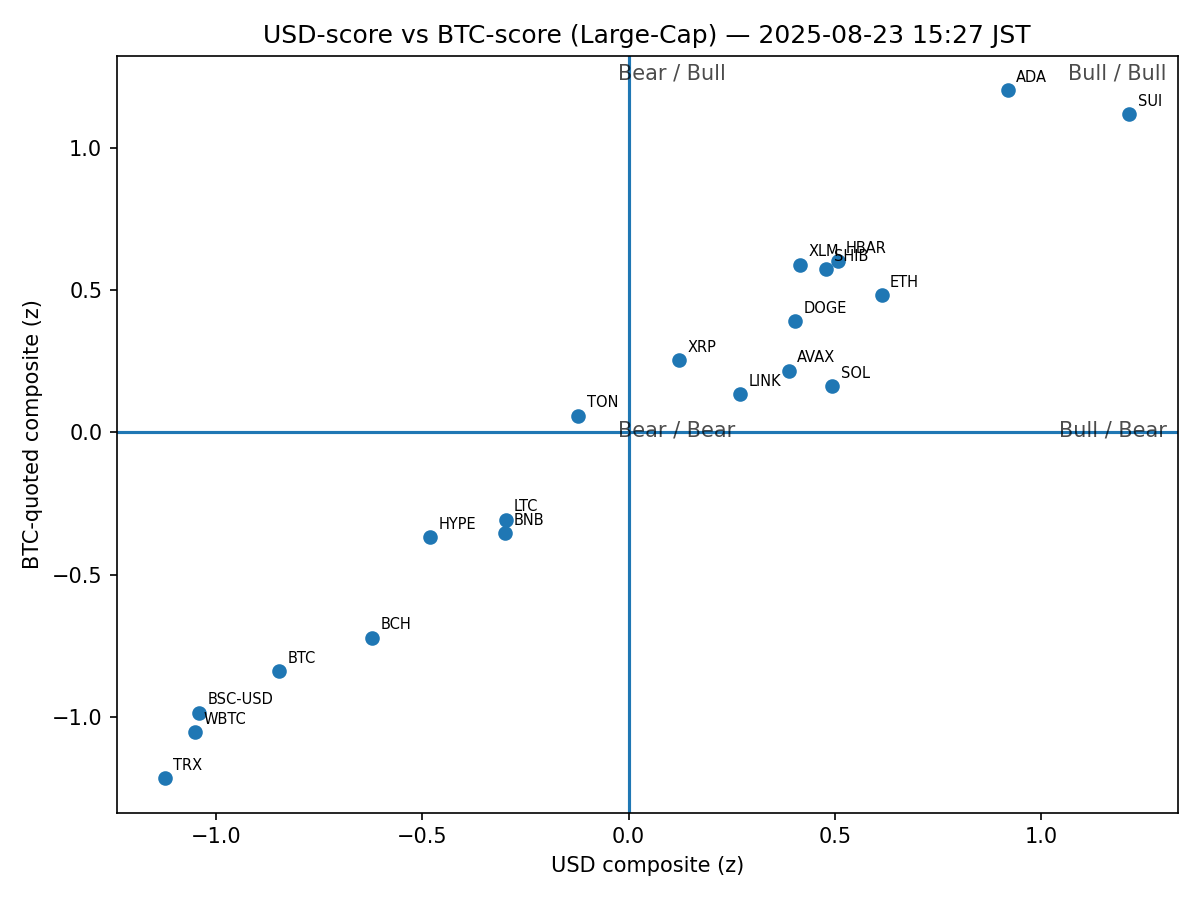 USD-score vs BTC-score (Large-Cap) — 2025-08-23 15:27 JST
Bear / Bull
Bull / Bull
ADA
SUI
1.0
XLM
HBAR
SHIB
ETH
0.5
DOGE
XRP
AVAX
SOL
LINK
TON
0.0
Bear / Bear
Bull / Bear
LTC
BNB
HYPE
−0.5
BCH
BTC
BSC-USD
WBTC
−1.0
TRX
BTC-quoted composite (z)
−1.0
−0.5
0.0
0.5
1.0
USD composite (z)